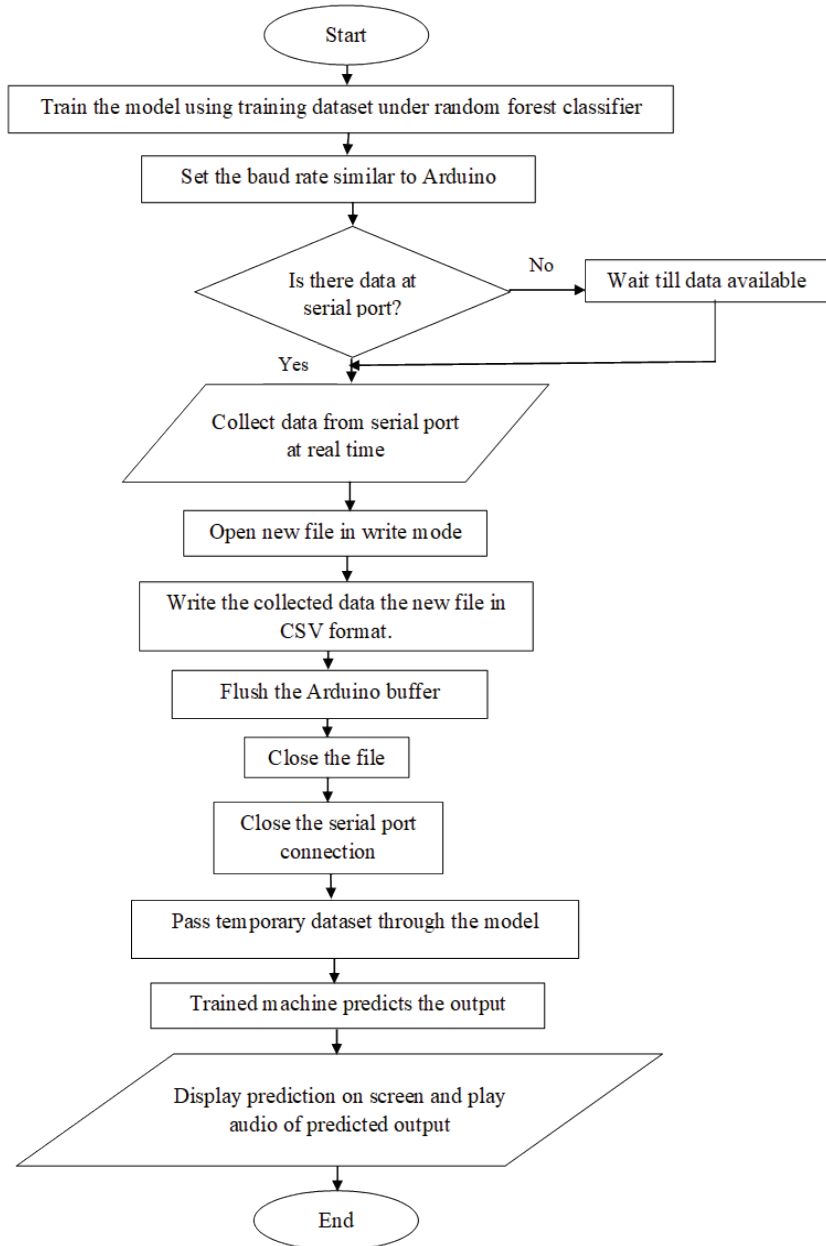 Start
Train the model using training dataset under random forest classifier
Set the baud rate similar to Arduino
Is there data at
serial port?
No
Wait till data available
Yes
Collect data from serial port
at real time
Open new file in write mode
Write the collected data the new file in
CSV format.
Flush the Arduino buffer
Close the file
Close the serial port
connection
Pass temporary dataset through the model
Trained machine predicts the output
Display prediction on screen and play
audio of predicted output
End